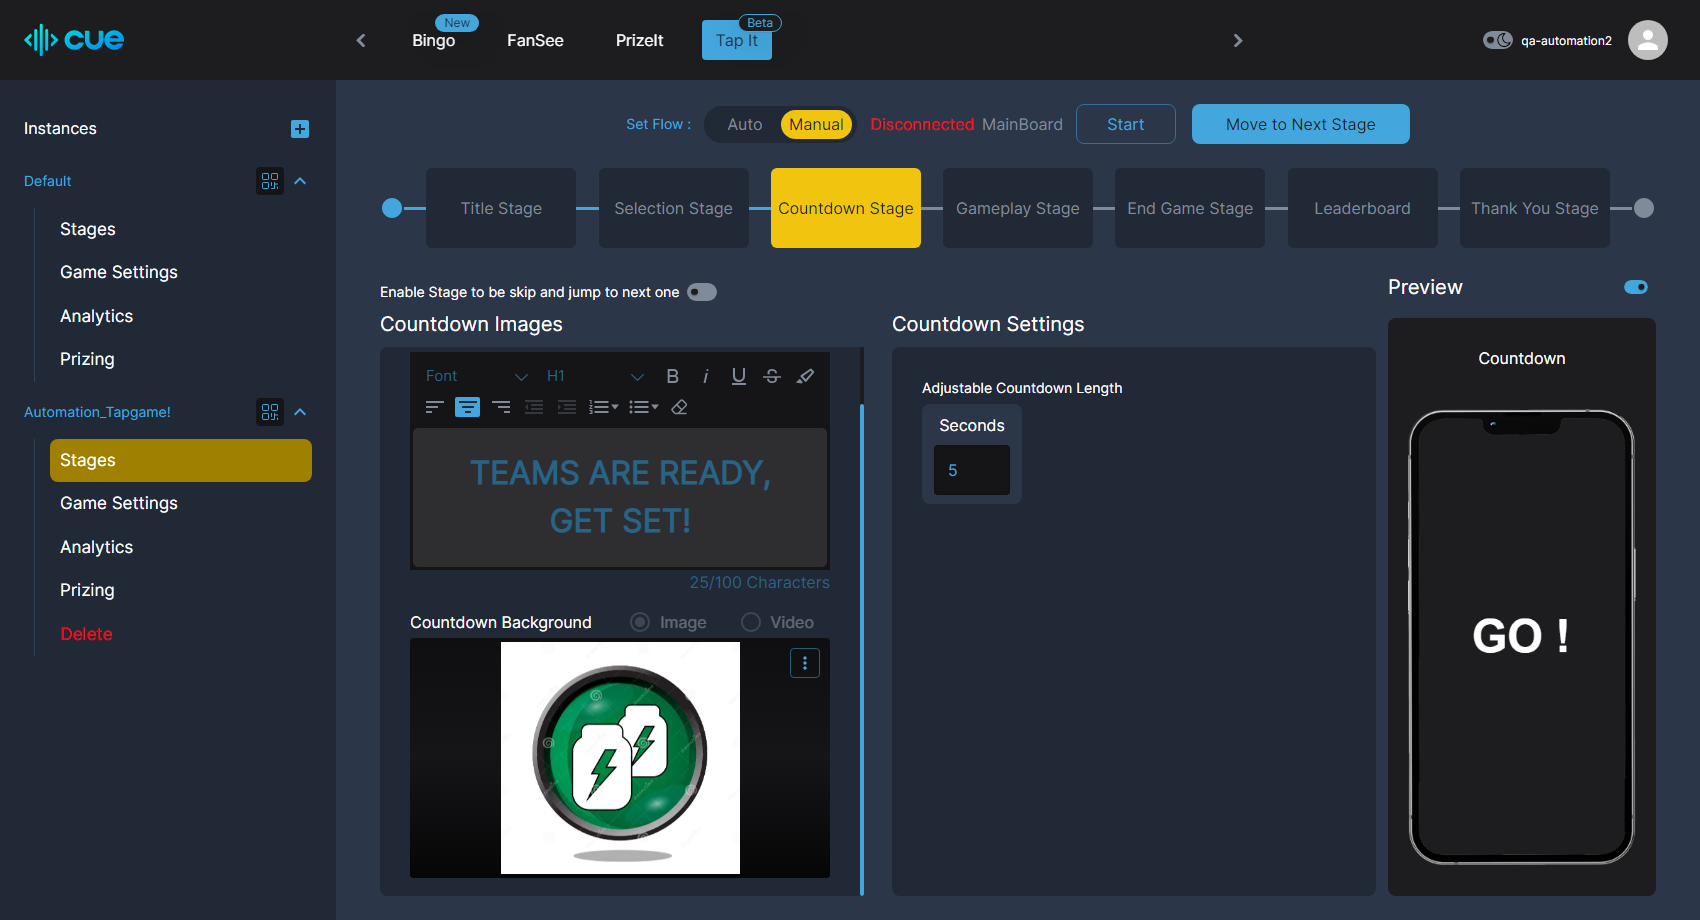 cue
New
Bingo
FanSee
PrizeIt
Beta
Tap It
qa-automation2
Instances
Default
Stages
Game Settings
Analytics
Prizing
Automation_Tapgame!
Stages
Game Settings
Analytics
Prizing
Delete
Set Flow :
Auto
Manual
Disconnected MainBoard
Start
Move to Next Stage
Title Stage
Selection Stage
Countdown Stage
Gameplay Stage
End Game Stage
Leaderboard
Thank You Stage
Enable Stage to be skip and jump to next one
Countdown Images
Font
H1
TEAMS ARE READY,
GET SET!
25/100 Characters
Countdown Background
Image
Video
Countdown Settings
Adjustable Countdown Length
Seconds
5
Preview
Countdown
GO !